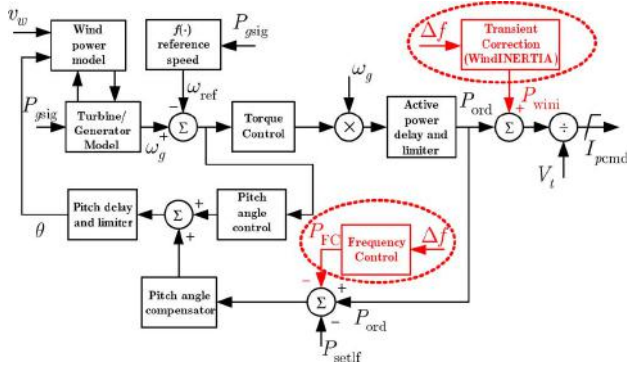 v_w
Wind
power
model
f(·)
reference
speed
P_gsig
Δf
Transient
Correction
(WindINERTIA)
ω_ref
ω_g
P_gsig
Turbine/
Generator
Model
ω_g
−
+
Σ
Torque
Control
×
Active
power
delay and
limiter
P_ord
P_wini
+
+
Σ
÷
I_pcmd
V_t
Pitch delay
and limiter
θ
Σ
+
+
Pitch
angle
control
P_FC
Frequency
Control
Δf
Pitch angle
compensator
−
+
Σ
−
P_ord
P_setlf